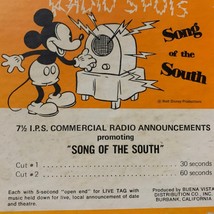 RADIO SPOTS
Song
of the
South
© Walt Disney Productions
7½ I.P.S. COMMERCIAL RADIO ANNOUNCEMENTS
promoting
"SONG OF THE SOUTH"
Cut #1 30 seconds
Cut #2 60 seconds
Each with 5-second "open end" for LIVE TAG with
music held down for live, local announcement of date
and theatre.
Produced by BUENA VISTA
DISTRIBUTION CO., INC.
BURBANK, CALIFORNIA